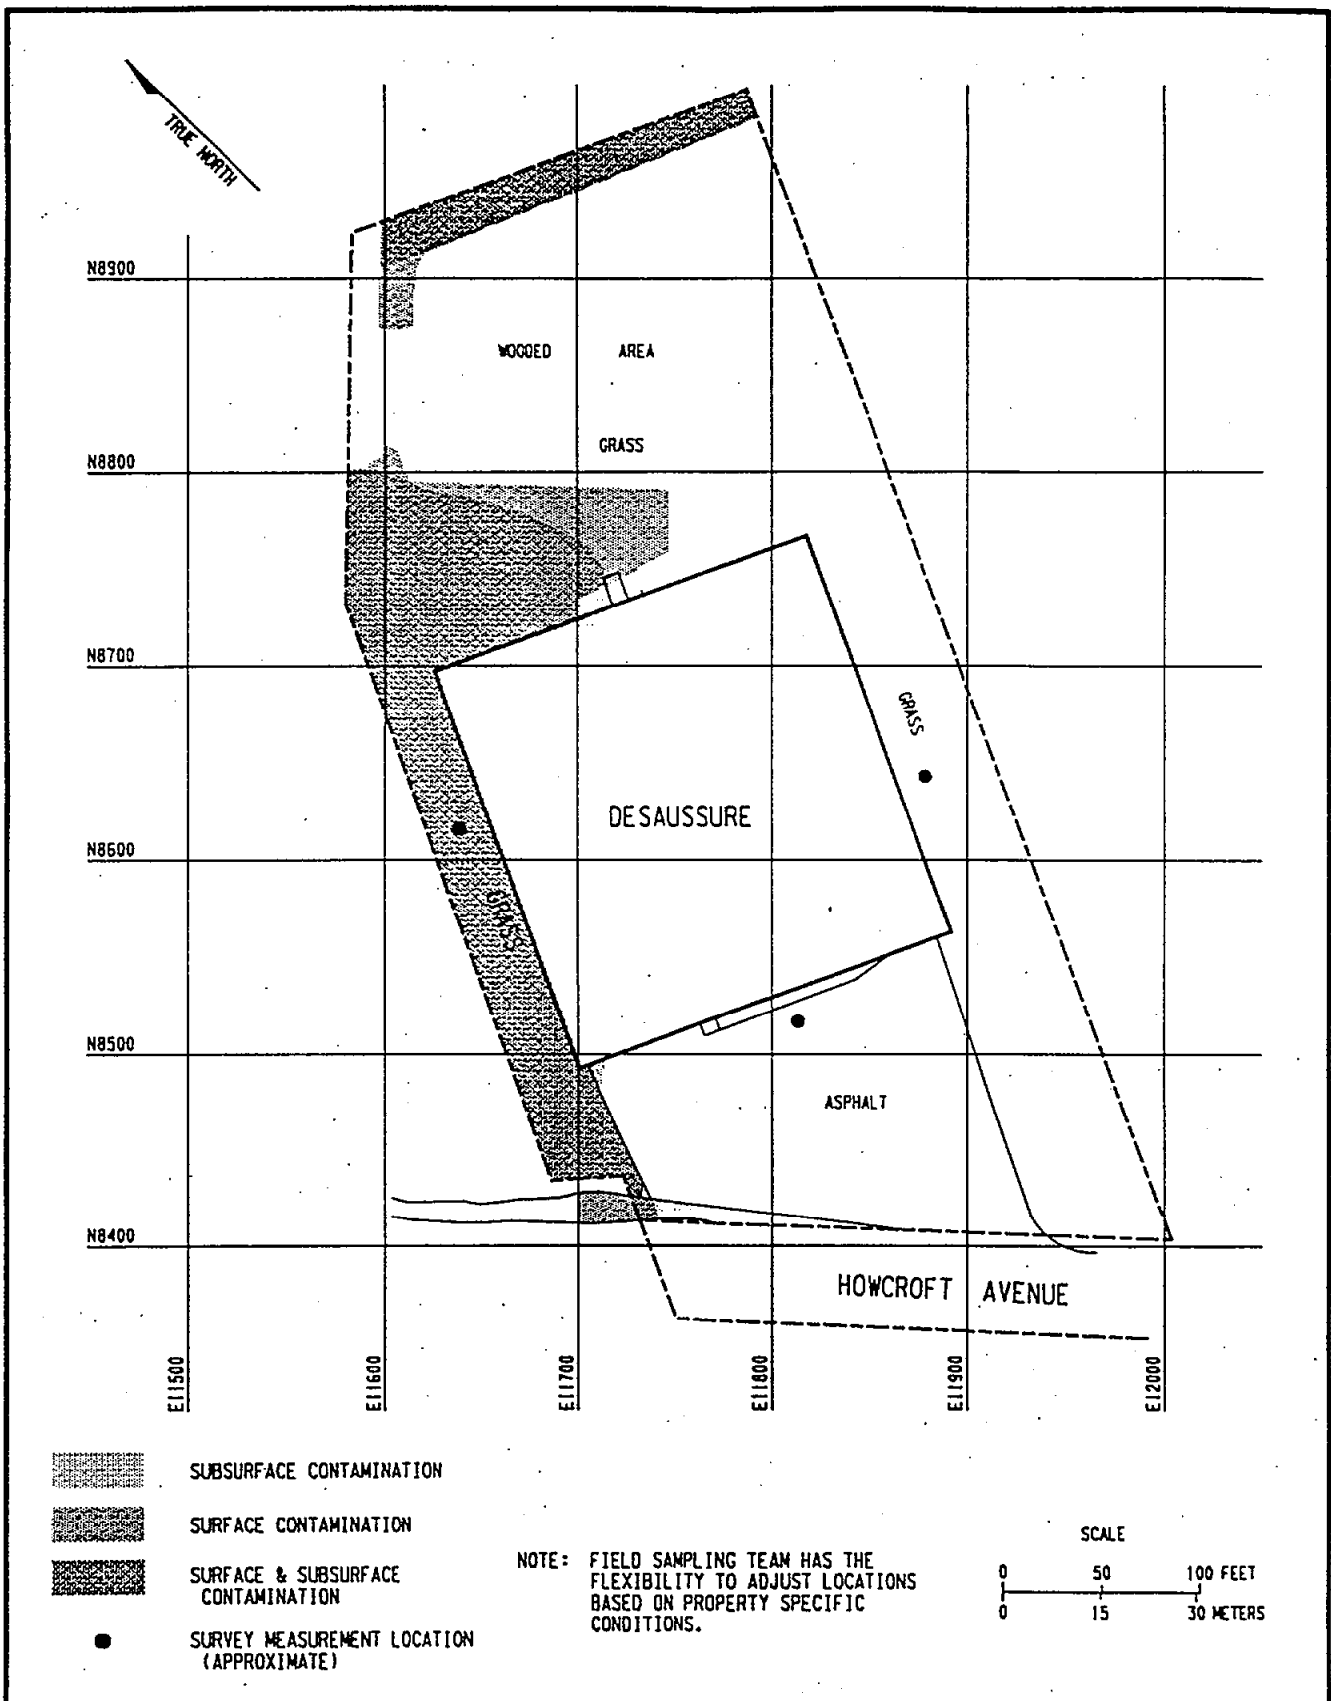 TRUE NORTH
N8900
WOODED AREA
GRASS
N8800
N8700
GRASS
DESAUSSURE
N8600
GRASS
N8500
ASPHALT
N8400
HOWCROFT AVENUE
E11500
E11600
E11700
E11800
E11900
E12000
SUBSURFACE CONTAMINATION
SURFACE CONTAMINATION
SURFACE & SUBSURFACE
CONTAMINATION
SURVEY MEASUREMENT LOCATION
(APPROXIMATE)
NOTE: FIELD SAMPLING TEAM HAS THE
FLEXIBILITY TO ADJUST LOCATIONS
BASED ON PROPERTY SPECIFIC
CONDITIONS.
SCALE
0 50 100 FEET
0 15 30 METERS